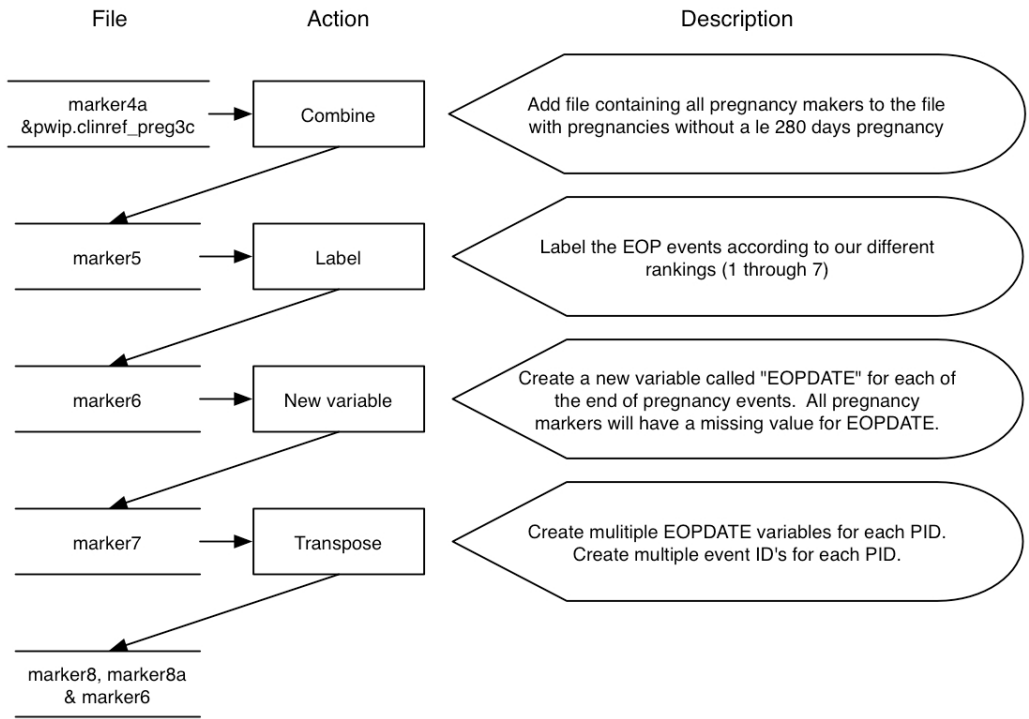 File
Action
Description
marker4a
&pwip.clinref_preg3c
Combine
Add file containing all pregnancy makers to the file
with pregnancies without a le 280 days pregnancy
marker5
Label
Label the EOP events according to our different
rankings (1 through 7)
marker6
New variable
Create a new variable called "EOPDATE" for each of
the end of pregnancy events.  All pregnancy
markers will have a missing value for EOPDATE.
marker7
Transpose
Create mulitiple EOPDATE variables for each PID.
Create multiple event ID's for each PID.
marker8, marker8a
& marker6